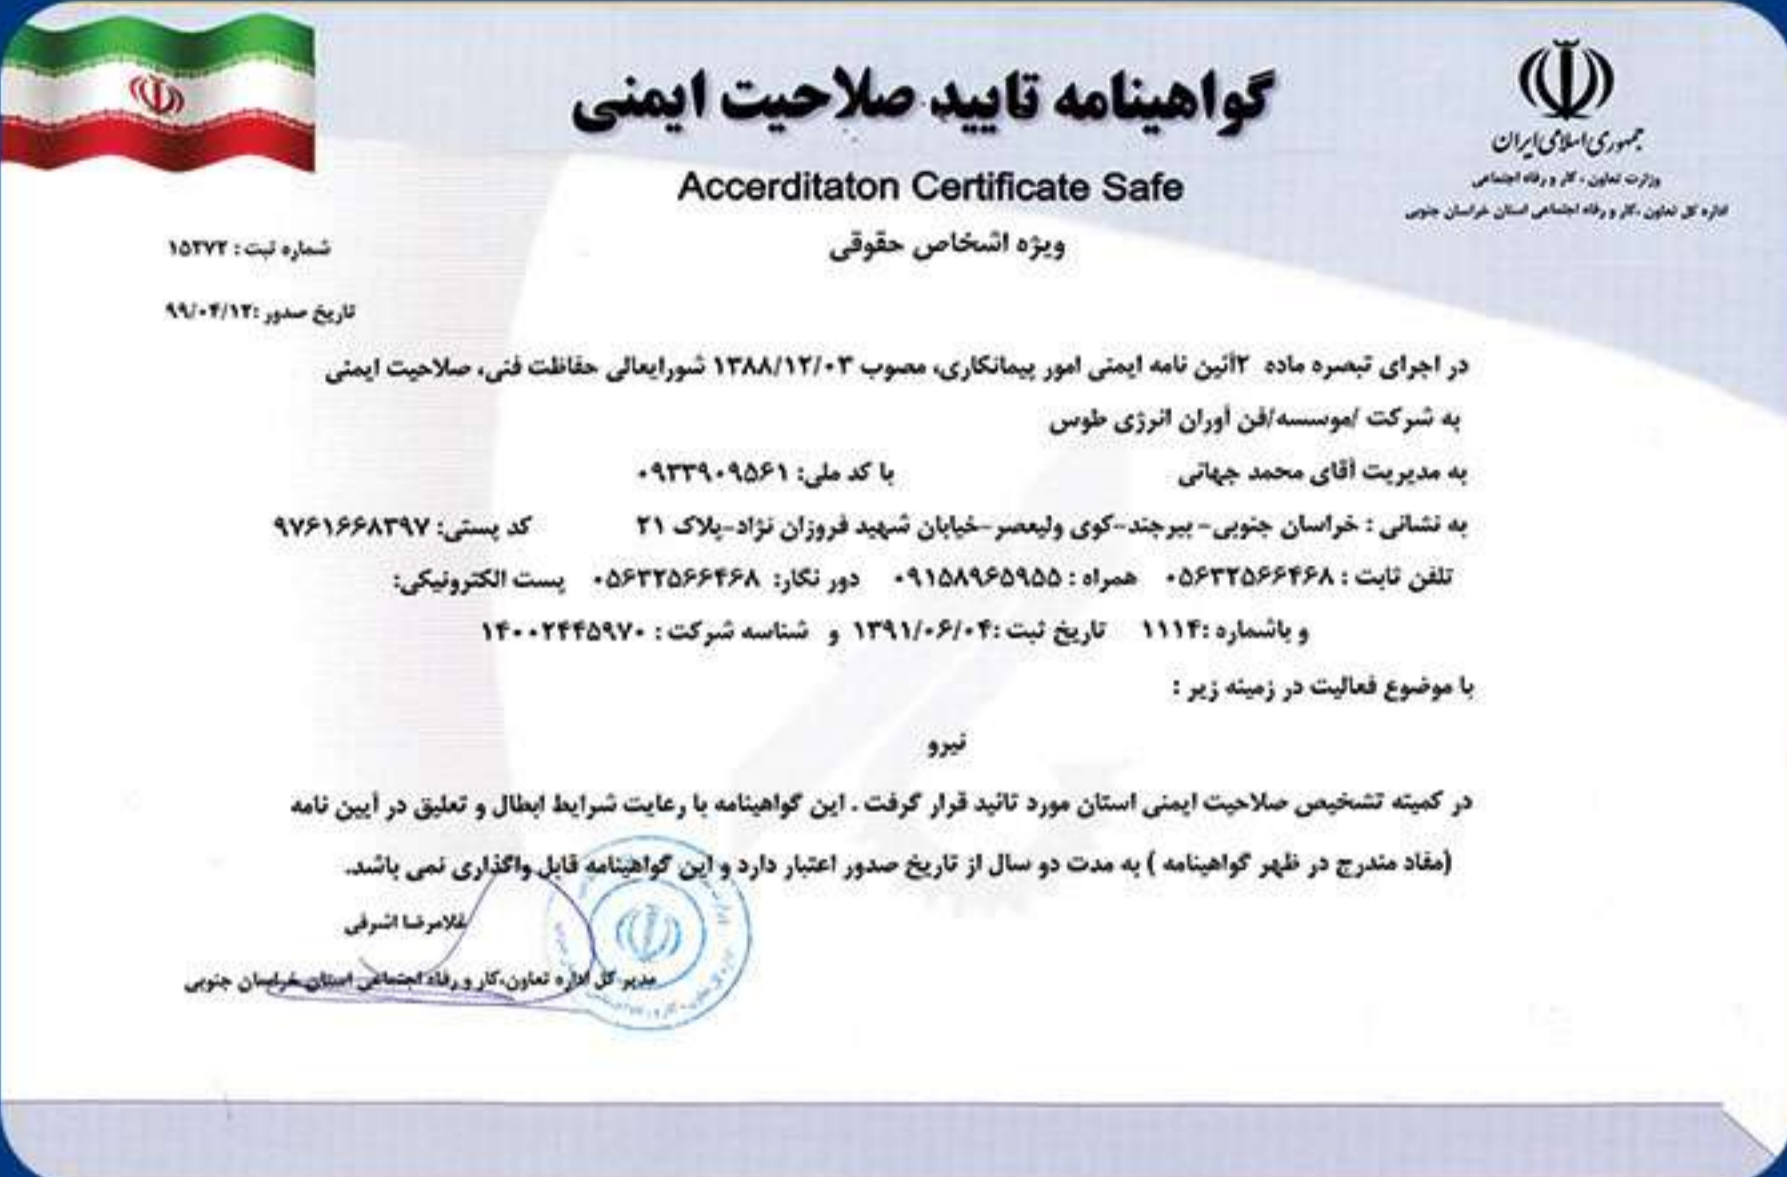 جمهوری اسلامی ایران
وزارت تعاون ، کار و رفاه اجتماعی
اداره کل تعاون ،کار و رفاه اجتماعی استان خراسان جنوبی
گواهینامه تایید صلاحیت ایمنی
Accerditaton Certificate Safe
ویژه اشخاص حقوقی
شماره ثبت : ۱۵۲۷۲
تاریخ صدور :۹۹/۰۴/۱۲
در اجرای تبصره ماده ۲آئین نامه ایمنی امور پیمانکاری، مصوب ۱۳۸۸/۱۲/۰۳ شورایعالی حفاظت فنی، صلاحیت ایمنی
به شرکت /موسسه/فن آوران انرژی طوس
به مدیریت آقای محمد جهانی با کد ملی: ۰۹۳۳۹۰۹۵۶۱
به نشانی : خراسان جنوبی- بیرجند-کوی ولیعصر-خیابان شهید فروزان نژاد-پلاک ۲۱ کد پستی: ۹۷۶۱۶۶۸۳۹۷
تلفن ثابت : ۰۵۶۳۲۵۶۶۴۶۸ همراه : ۰۹۱۵۸۹۶۵۹۵۵ دور نگار: ۰۵۶۳۲۵۶۶۴۶۸ پست الکترونیکی:
و باشماره :۱۱۱۴ تاریخ ثبت :۱۳۹۱/۰۶/۰۴ و شناسه شرکت : ۱۴۰۰۲۴۴۵۹۷۰
با موضوع فعالیت در زمینه زیر :
نیرو
در کمیته تشخیص صلاحیت ایمنی استان مورد تائید قرار گرفت . این گواهینامه با رعایت شرایط ابطال و تعلیق در آیین نامه
(مفاد مندرج در ظهر گواهینامه ) به مدت دو سال از تاریخ صدور اعتبار دارد و این گواهینامه قابل واگذاری نمی باشد.
غلامرضا اشرفی
مدیر کل اداره تعاون،کار و رفاه اجتماعی استان خراسان جنوبی